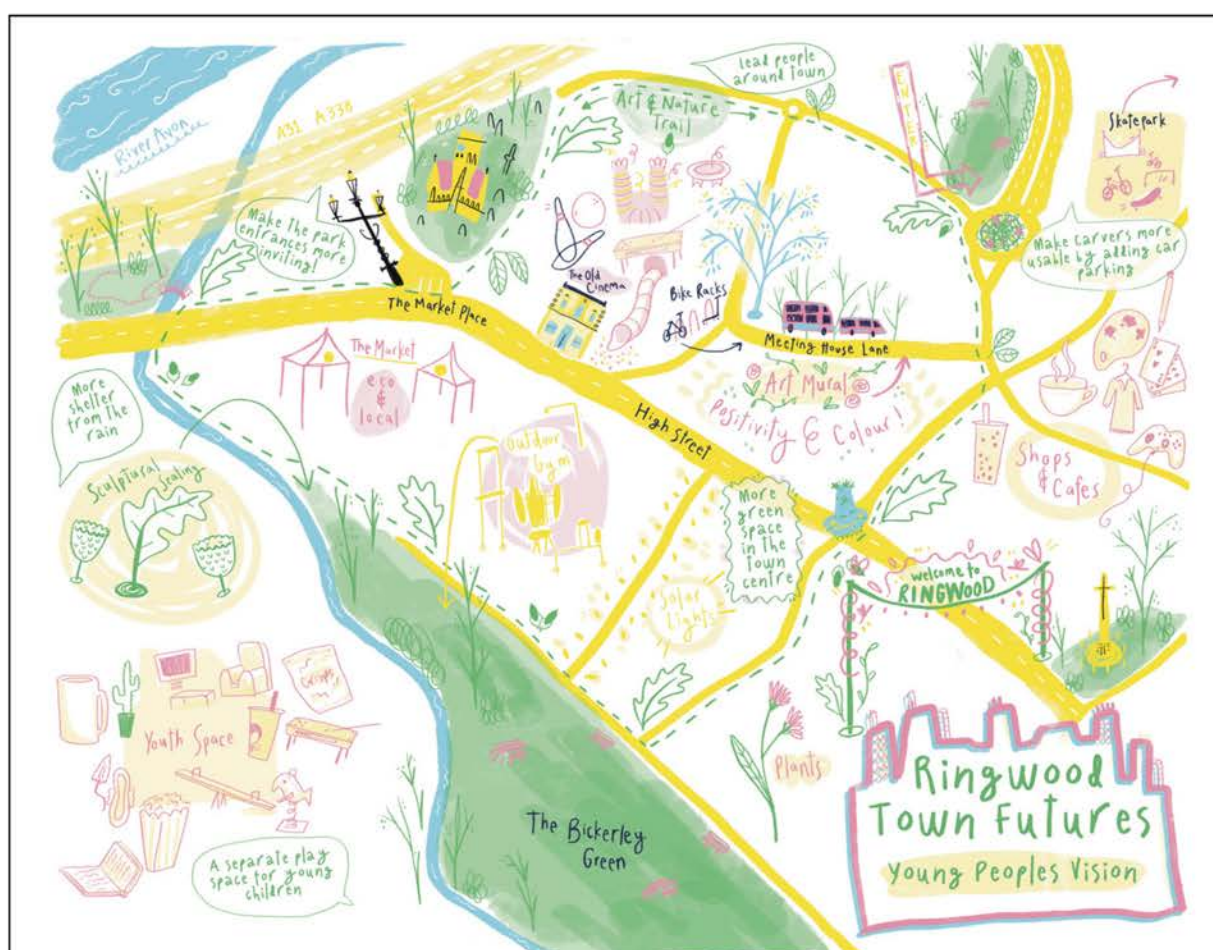 River Avon
A31 A338
Make the park
entrances more
inviting!
lead people
around town
Art & Nature
Trail
ENTER
Skatepark
Make carvers more
usable by adding car
parking
The Market Place
The Old
Cinema
Bike Racks
Meeting House Lane
Art Mural
Positivity & Colour!
The Market
eco
&
local
High Street
Outdoor
Gym
More
shelter
from the
rain
Sculptural Seating
More
green
space
in the
town
centre
Solar
Lights
Shops
& Cafes
Welcome to
RINGWOOD
Youth Space
A separate play
space for young
children
The Bickerley
Green
Plants
Ringwood
Town Futures
Young Peoples Vision